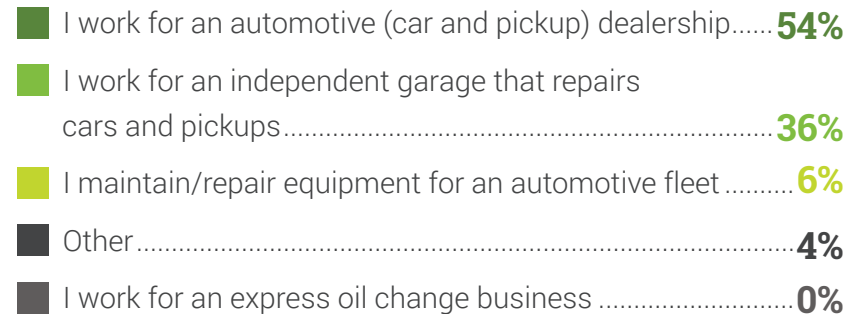 I work for an automotive (car and pickup) dealership......54%
I work for an independent garage that repairs
cars and pickups.....................................................................36%
I maintain/repair equipment for an automotive fleet ..........6%
Other.............................................................................................4%
I work for an express oil change business ............................0%